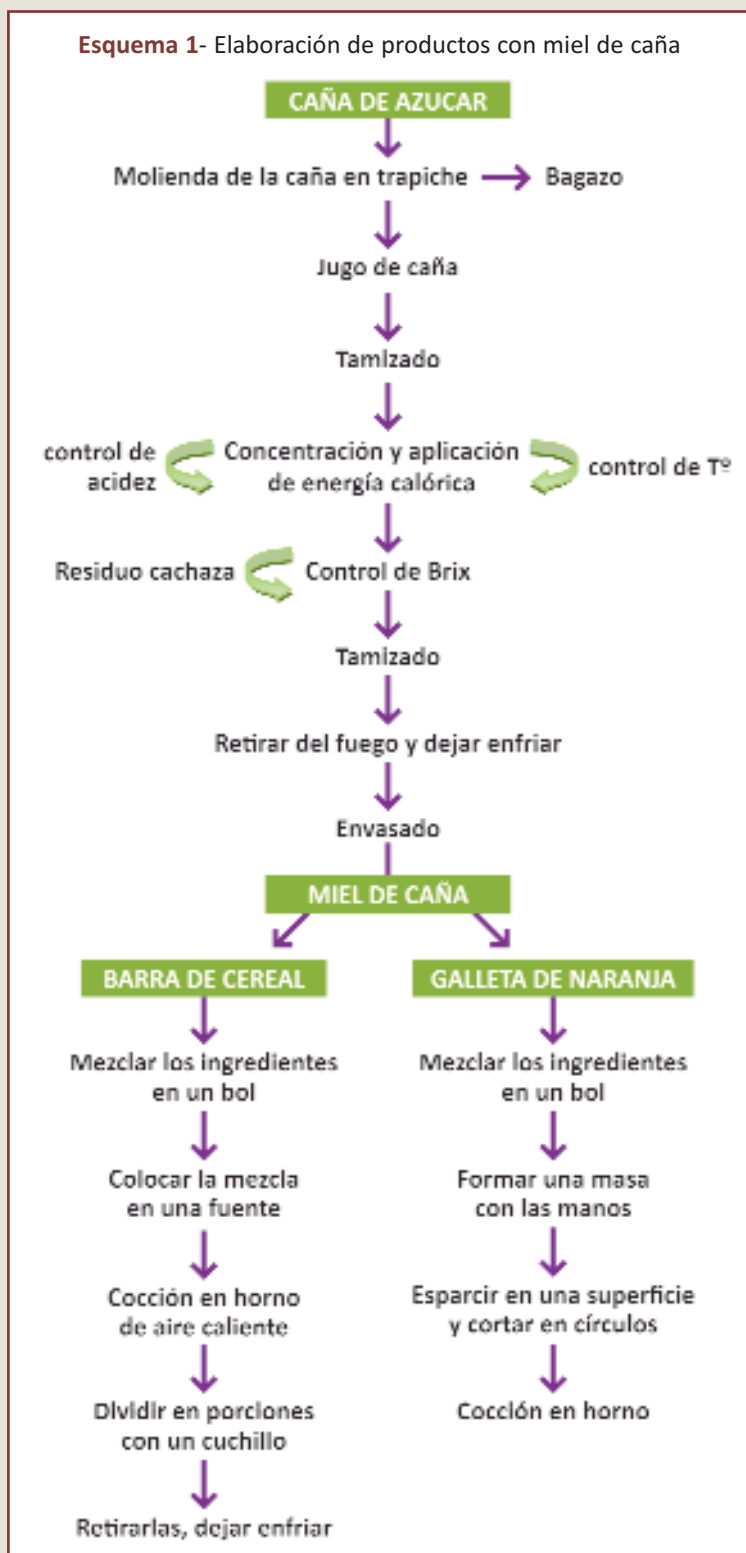 Esquema 1- Elaboración de productos con miel de caña
CAÑA DE AZUCAR
Molienda de la caña en trapiche
Bagazo
Jugo de caña
Tamizado
control de
acidez
Concentración y aplicación
de energía calórica
control de Tº
Residuo cachaza
Control de Brix
Tamizado
Retirar del fuego y dejar enfriar
Envasado
MIEL DE CAÑA
BARRA DE CEREAL
Mezclar los ingredientes
en un bol
Colocar la mezcla
en una fuente
Cocción en horno
de aire caliente
Dividir en porciones
con un cuchillo
Retirarlas, dejar enfriar
GALLETA DE NARANJA
Mezclar los ingredientes
en un bol
Formar una masa
con las manos
Esparcir en una superficie
y cortar en círculos
Cocción en horno